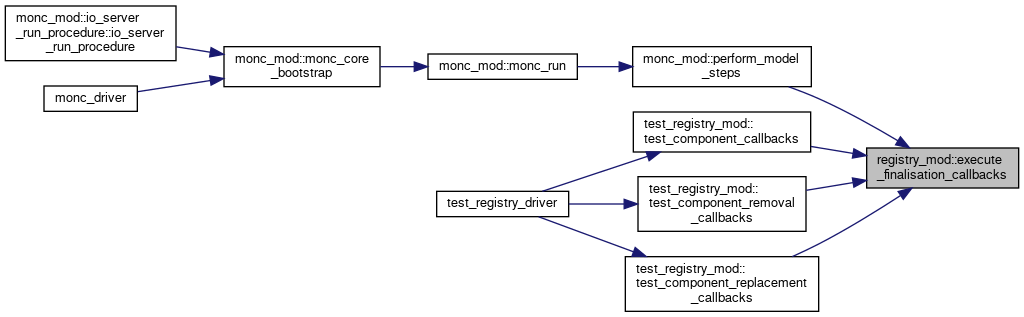 monc_mod::io_server
_run_procedure::io_server
_run_procedure
monc_driver
monc_mod::monc_core
_bootstrap
monc_mod::monc_run
monc_mod::perform_model
_steps
test_registry_mod::
test_component_callbacks
test_registry_driver
test_registry_mod::
test_component_removal
_callbacks
test_registry_mod::
test_component_replacement
_callbacks
registry_mod::execute
_finalisation_callbacks